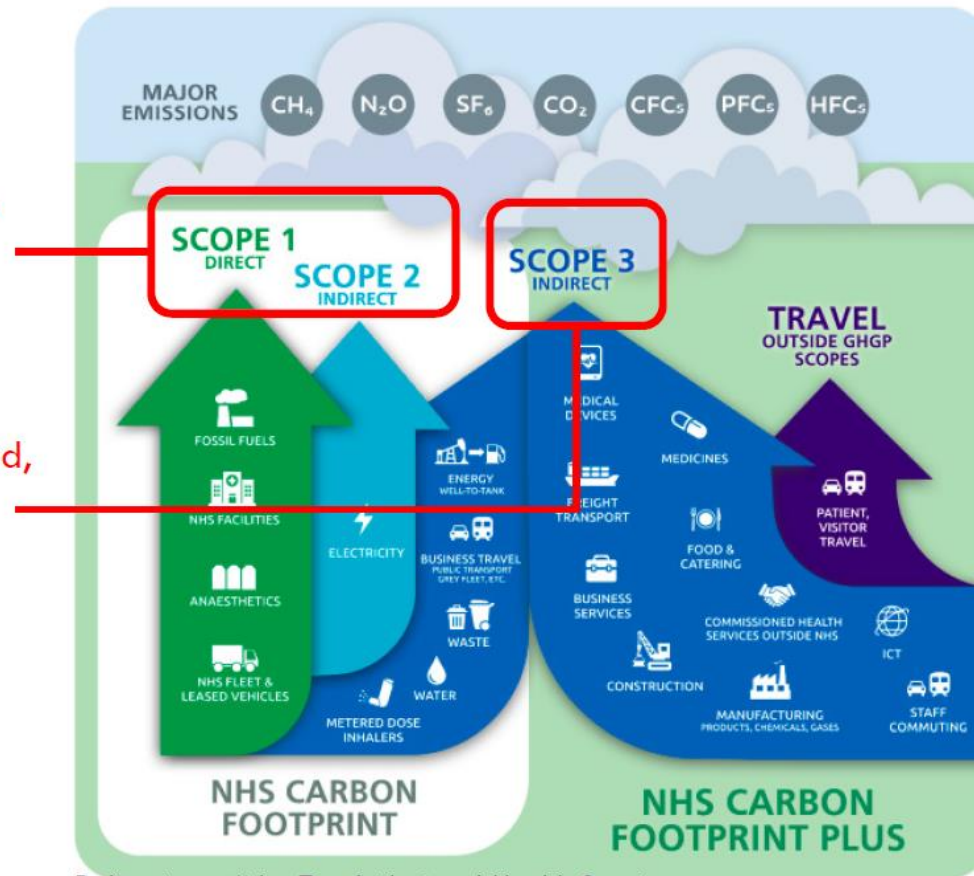 MAJOR
EMISSIONS
CH₄
N₂O
SF₆
CO₂
CFCs
PFCs
HFCs
SCOPE 1
DIRECT
SCOPE 2
INDIRECT
SCOPE 3
INDIRECT
TRAVEL
OUTSIDE GHGP
SCOPES
d,
FOSSIL FUELS
NHS FACILITIES
ANAESTHETICS
NHS FLEET &
LEASED VEHICLES
ELECTRICITY
ENERGY
WELL-TO-TANK
BUSINESS TRAVEL
PUBLIC TRANSPORT
GREY FLEET, ETC.
WASTE
WATER
METERED DOSE
INHALERS
MEDICAL
DEVICES
MEDICINES
FREIGHT
TRANSPORT
FOOD &
CATERING
BUSINESS
SERVICES
COMMISSIONED HEALTH
SERVICES OUTSIDE NHS
CONSTRUCTION
MANUFACTURING
PRODUCTS, CHEMICALS, GASES
PATIENT,
VISITOR
TRAVEL
ICT
STAFF
COMMUTING
NHS CARBON
FOOTPRINT
NHS CARBON
FOOTPRINT PLUS